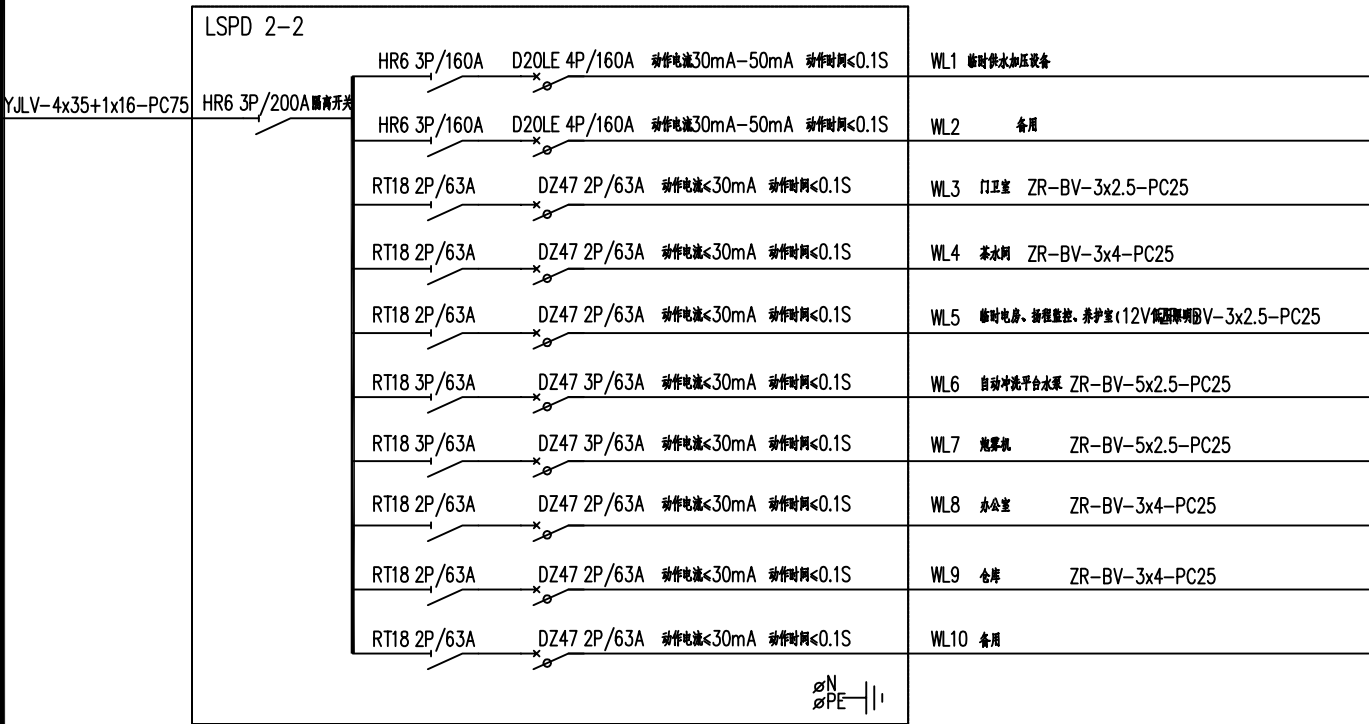 LSPD 2-2
YJLV-4x35+1x16-PC75
HR6 3P/200A隔离开关
HR6 3P/160A D20LE 4P/160A 动作电流30mA-50mA 动作时间<0.1S WL1 临时供水加压设备
HR6 3P/160A D20LE 4P/160A 动作电流30mA-50mA 动作时间<0.1S WL2 备用
RT18 2P/63A DZ47 2P/63A 动作电流≤30mA 动作时间≤0.1S WL3 门卫室 ZR-BV-3x2.5-PC25
RT18 2P/63A DZ47 2P/63A 动作电流≤30mA 动作时间≤0.1S WL4 茶水间 ZR-BV-3x4-PC25
RT18 2P/63A DZ47 2P/63A 动作电流≤30mA 动作时间≤0.1S WL5 临时电房、扬程监控、养护室(12V BV-3x2.5-PC25
RT18 3P/63A DZ47 3P/63A 动作电流≤30mA 动作时间≤0.1S WL6 自动冲洗平台水泵 ZR-BV-5x2.5-PC25
RT18 3P/63A DZ47 3P/63A 动作电流≤30mA 动作时间≤0.1S WL7 炮雾机 ZR-BV-5x2.5-PC25
RT18 2P/63A DZ47 2P/63A 动作电流≤30mA 动作时间≤0.1S WL8 办公室 ZR-BV-3x4-PC25
RT18 2P/63A DZ47 2P/63A 动作电流≤30mA 动作时间≤0.1S WL9 仓库 ZR-BV-3x4-PC25
RT18 2P/63A DZ47 2P/63A 动作电流≤30mA 动作时间≤0.1S WL10 备用
øN
øPE